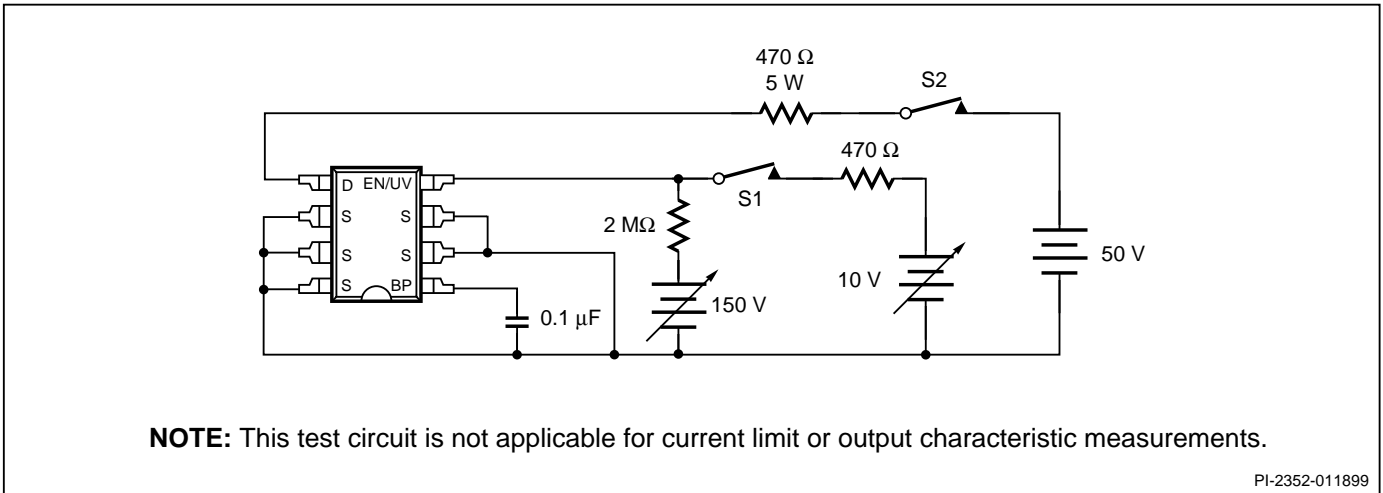 470 Ω
5 W
S2
470 Ω
D EN/UV
S1
S S
2 MΩ
S S
10 V
50 V
S BP
150 V
0.1 µF
NOTE: This test circuit is not applicable for current limit or output characteristic measurements.
PI-2352-011899